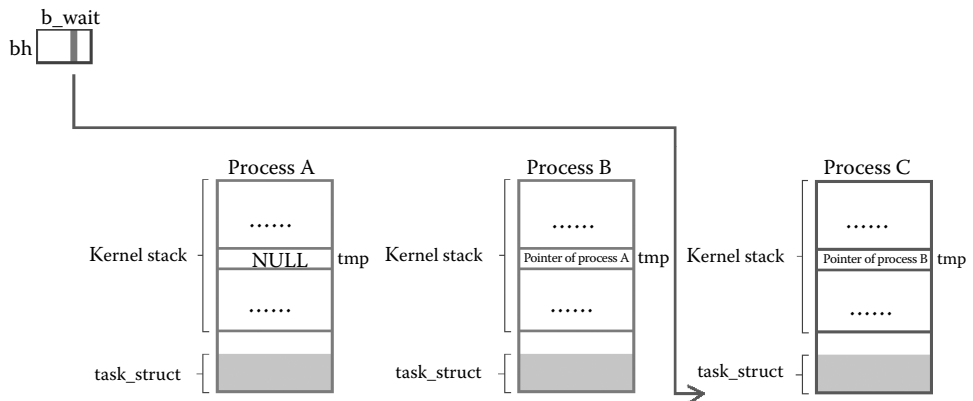 b_wait
bh
Process A
Process B
Process C
......
......
......
Kernel stack
NULL
tmp
Kernel stack
Pointer of process A
tmp
Kernel stack
Pointer of process B
tmp
......
......
......
task_struct
task_struct
task_struct